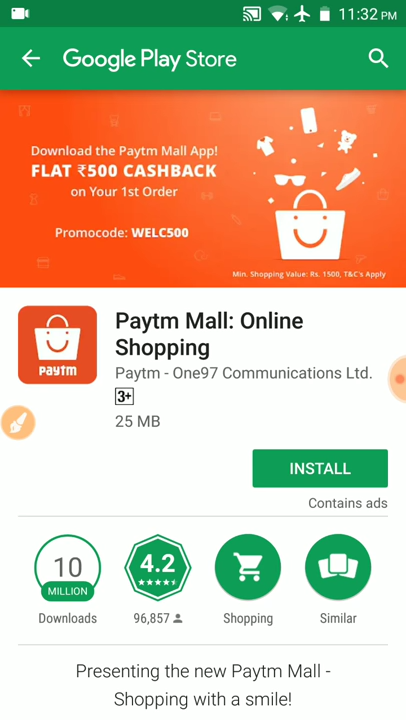 11:32 PM
Google Play Store
Download the Paytm Mall App!
FLAT ₹500 CASHBACK
on Your 1st Order
Promocode: WELC500
Min. Shopping Value: Rs. 1500, T&C's Apply
Paytm
Paytm Mall: Online
Shopping
Paytm - One97 Communications Ltd.
3+
25 MB
INSTALL
Contains ads
10
MILLION
Downloads
4.2
96,857
Shopping
Similar
Presenting the new Paytm Mall -
Shopping with a smile!